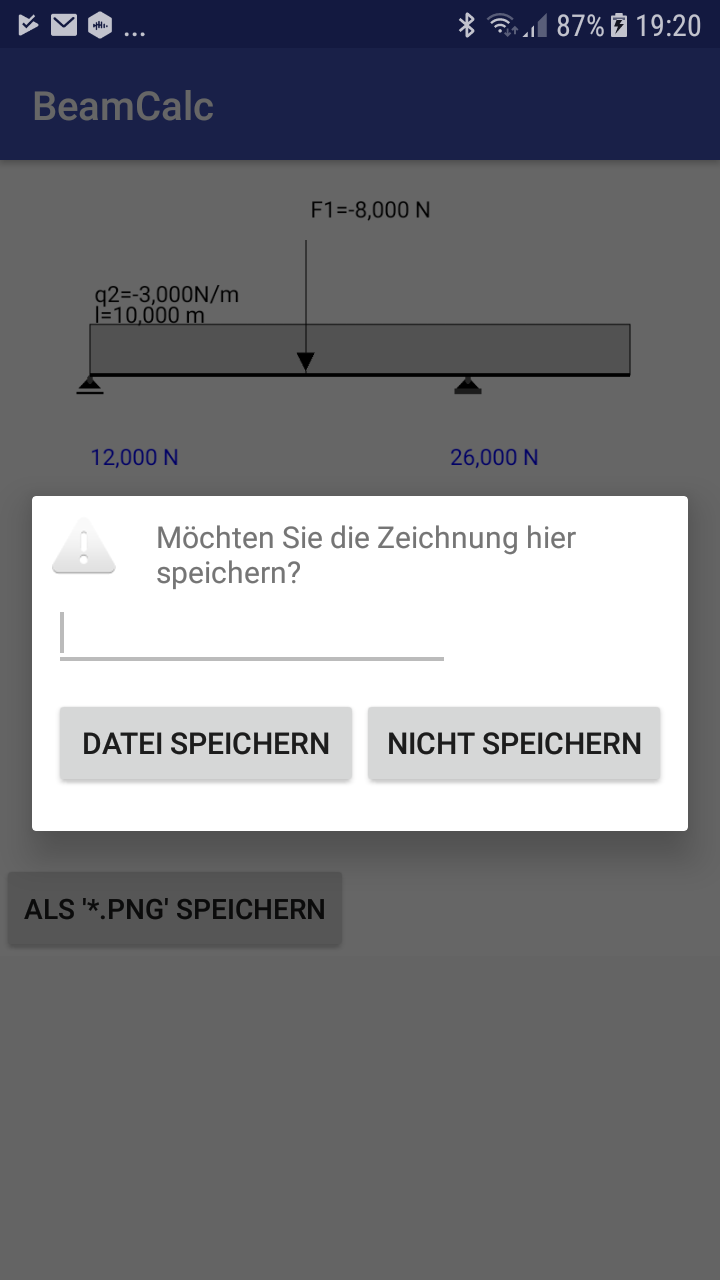 ... 87% 19:20
BeamCalc
F1=-8,000 N
q2=-3,000N/m
l=10,000 m
12,000 N 26,000 N
Möchten Sie die Zeichnung hier
speichern?
DATEI SPEICHERN NICHT SPEICHERN
ALS '*.PNG' SPEICHERN